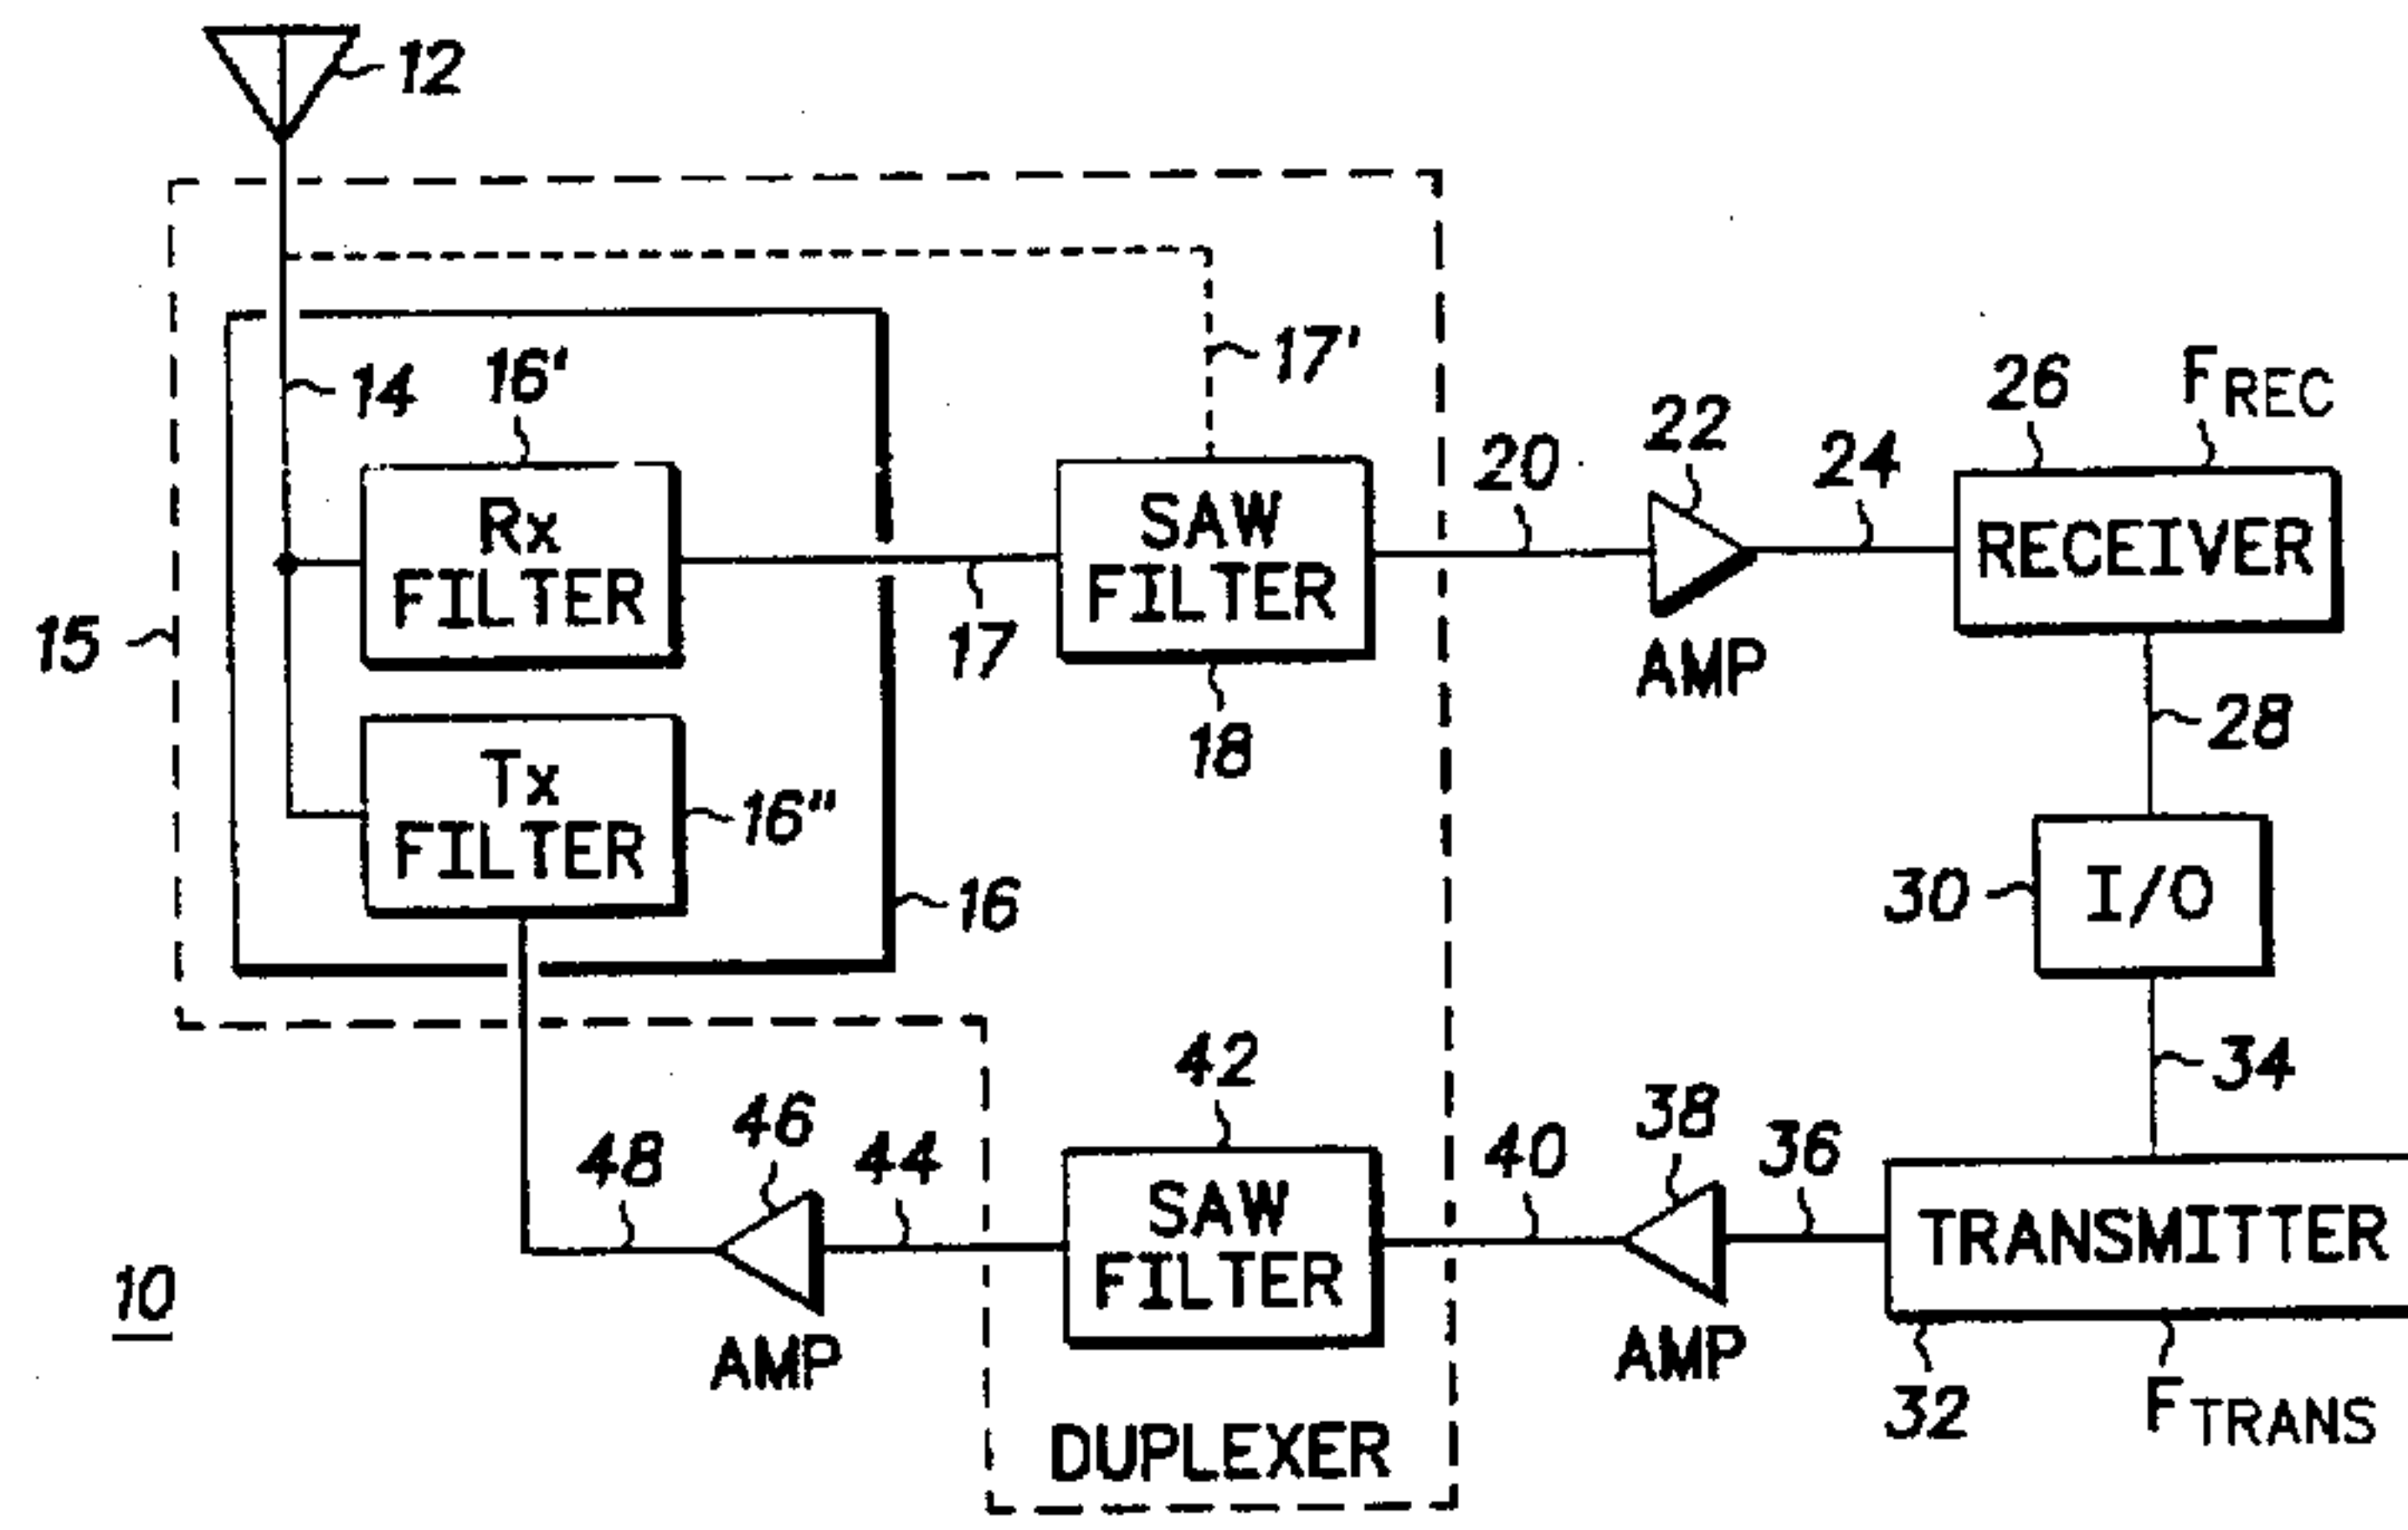 12
17'
14
16'
Rx
FILTER
SAW
FILTER
20
22
24
26
FREC
RECEIVER
AMP
15
17
18
28
Tx
FILTER
16"
16
30
I/O
34
42
46
48
44
SAW
FILTER
40
38
36
TRANSMITTER
10
AMP
AMP
32
FTRANS
DUPLEXER